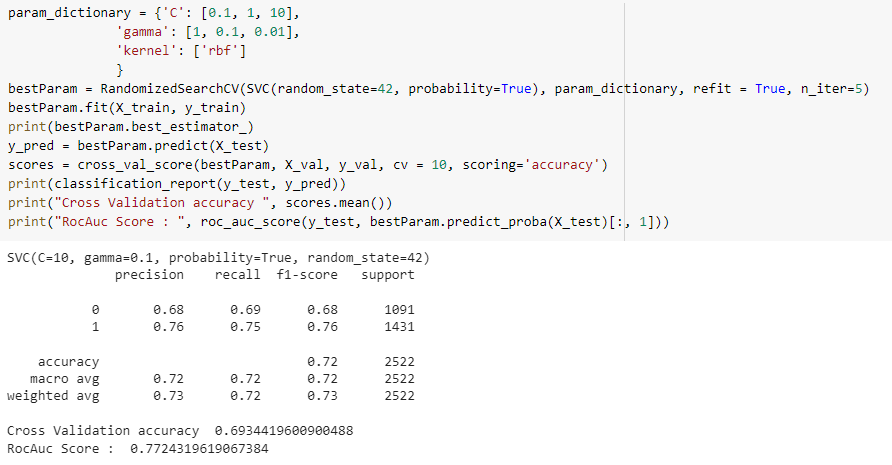 param_dictionary = {'C': [0.1, 1, 10],
'gamma': [1, 0.1, 0.01],
'kernel': ['rbf']
}
bestParam = RandomizedSearchCV(SVC(random_state=42, probability=True), param_dictionary, refit = True, n_iter=5)
bestParam.fit(X_train, y_train)
print(bestParam.best_estimator_)
y_pred = bestParam.predict(X_test)
scores = cross_val_score(bestParam, X_val, y_val, cv = 10, scoring='accuracy')
print(classification_report(y_test, y_pred))
print("Cross Validation accuracy ", scores.mean())
print("RocAuc Score : ", roc_auc_score(y_test, bestParam.predict_proba(X_test)[:, 1]))
SVC(C=10, gamma=0.1, probability=True, random_state=42)
precision recall f1-score support
0 0.68 0.69 0.68 1091
1 0.76 0.75 0.76 1431
accuracy 0.72 2522
macro avg 0.72 0.72 0.72 2522
weighted avg 0.73 0.72 0.73 2522
Cross Validation accuracy 0.6934419600900488
RocAuc Score : 0.7724319619067384